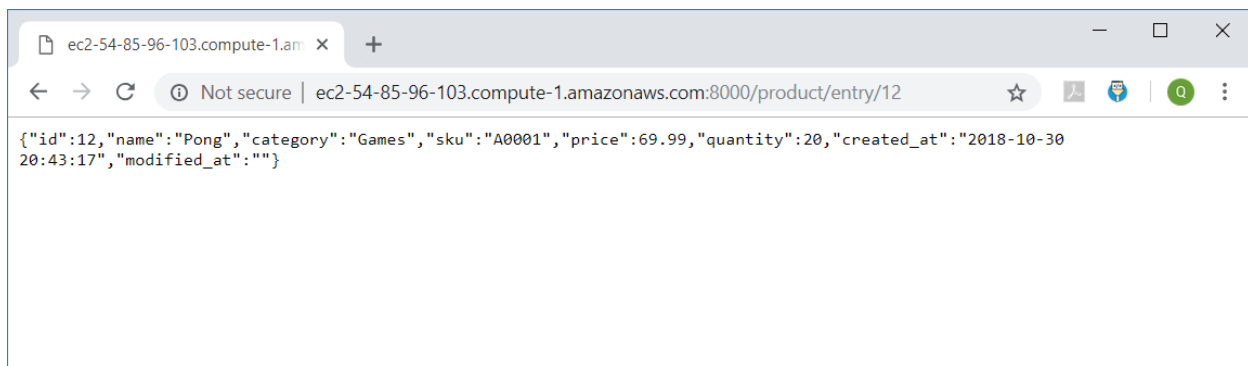 ec2-54-85-96-103.compute-1.am
Not secure | ec2-54-85-96-103.compute-1.amazonaws.com:8000/product/entry/12
Q
{"id":12,"name":"Pong","category":"Games","sku":"A0001","price":69.99,"quantity":20,"created_at":"2018-10-30
20:43:17","modified_at":""}